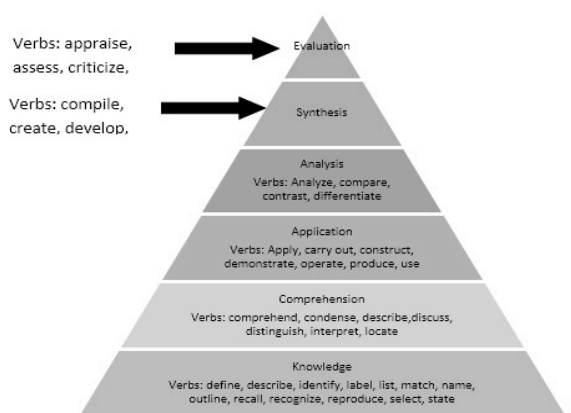 Verbs: appraise,
assess, criticize,
Evaluation
Verbs: compile,
create, develop,
Synthesis
Analysis
Verbs: Analyze, compare,
contrast, differentiate
Application
Verbs: Apply, carry out, construct,
demonstrate, operate, produce, use
Comprehension
Verbs: comprehend, condense, describe,discuss,
distinguish, interpret, locate
Knowledge
Verbs: define, describe, identify, label, list, match, name,
outline, recall, recognize, reproduce, select, state